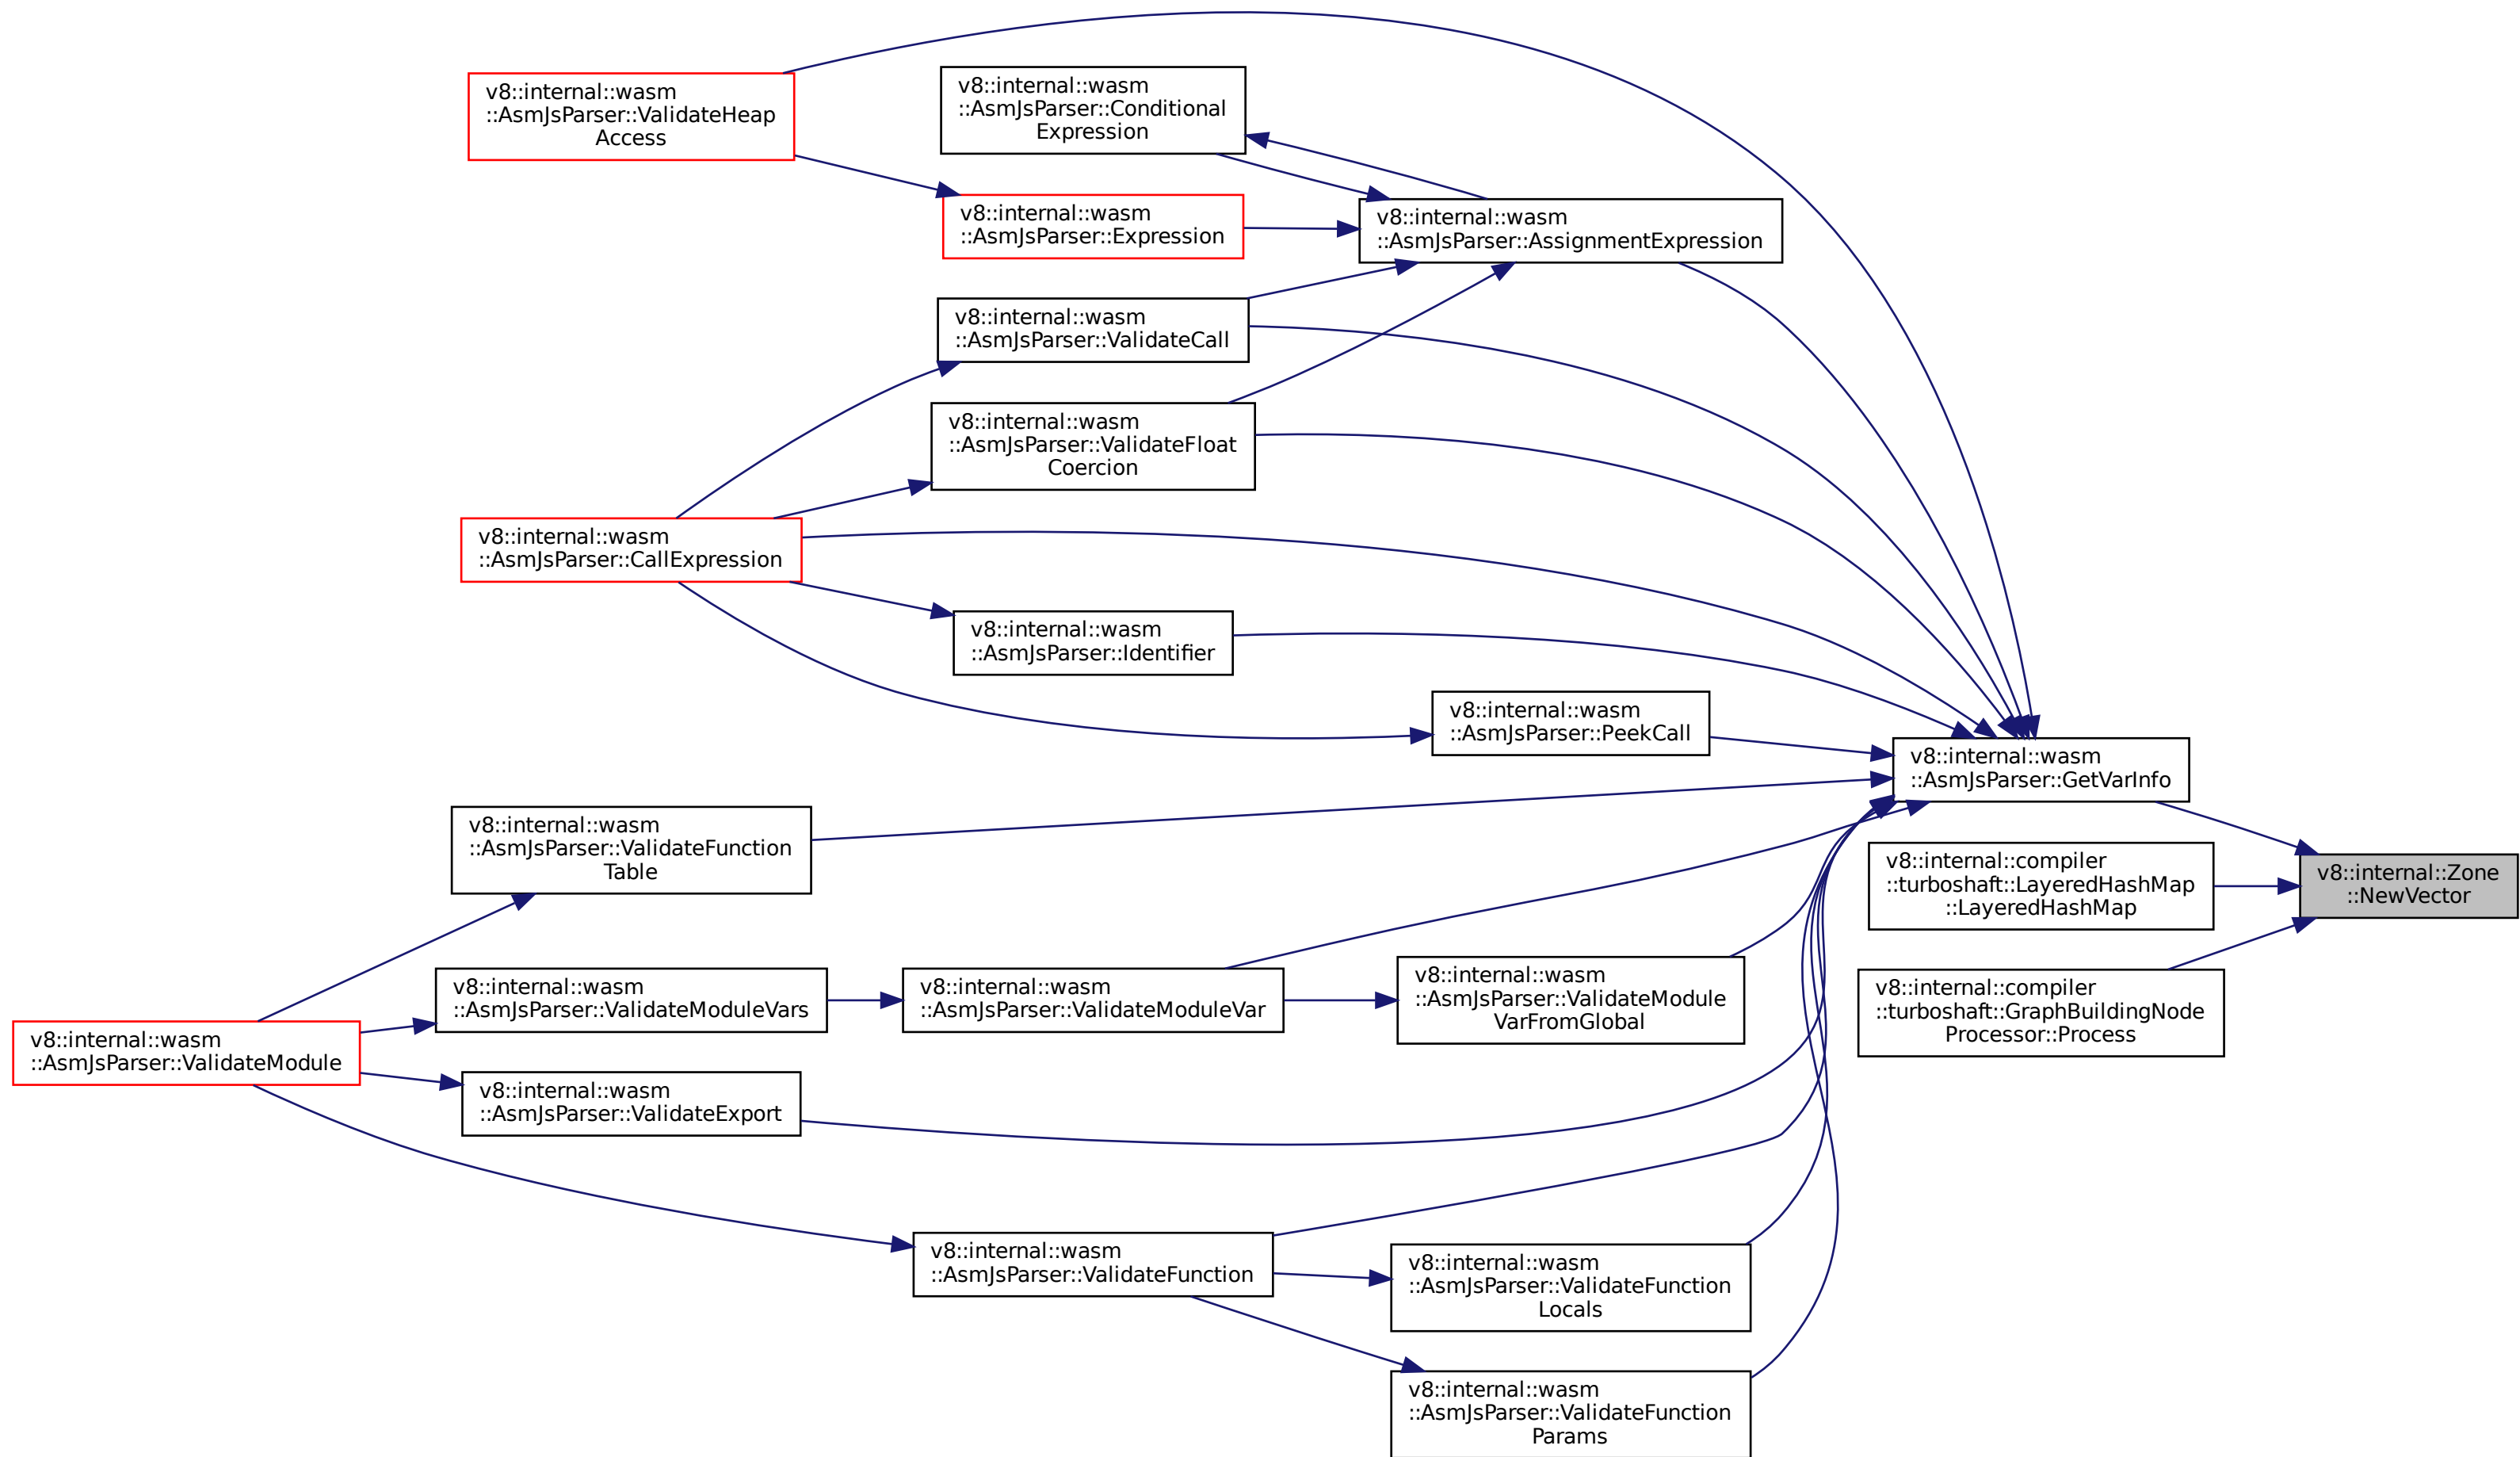 v8::internal::wasm
::AsmJsParser::ValidateHeap
Access
v8::internal::wasm
::AsmJsParser::Conditional
Expression
v8::internal::wasm
::AsmJsParser::Expression
v8::internal::wasm
::AsmJsParser::AssignmentExpression
v8::internal::wasm
::AsmJsParser::ValidateCall
v8::internal::wasm
::AsmJsParser::ValidateFloat
Coercion
v8::internal::wasm
::AsmJsParser::CallExpression
v8::internal::wasm
::AsmJsParser::Identifier
v8::internal::wasm
::AsmJsParser::PeekCall
v8::internal::wasm
::AsmJsParser::GetVarInfo
v8::internal::wasm
::AsmJsParser::ValidateFunction
Table
v8::internal::compiler
::turboshaft::LayeredHashMap
::LayeredHashMap
v8::internal::Zone
::NewVector
v8::internal::wasm
::AsmJsParser::ValidateModuleVars
v8::internal::wasm
::AsmJsParser::ValidateModuleVar
v8::internal::wasm
::AsmJsParser::ValidateModule
VarFromGlobal
v8::internal::compiler
::turboshaft::GraphBuildingNode
Processor::Process
v8::internal::wasm
::AsmJsParser::ValidateModule
v8::internal::wasm
::AsmJsParser::ValidateExport
v8::internal::wasm
::AsmJsParser::ValidateFunction
v8::internal::wasm
::AsmJsParser::ValidateFunction
Locals
v8::internal::wasm
::AsmJsParser::ValidateFunction
Params